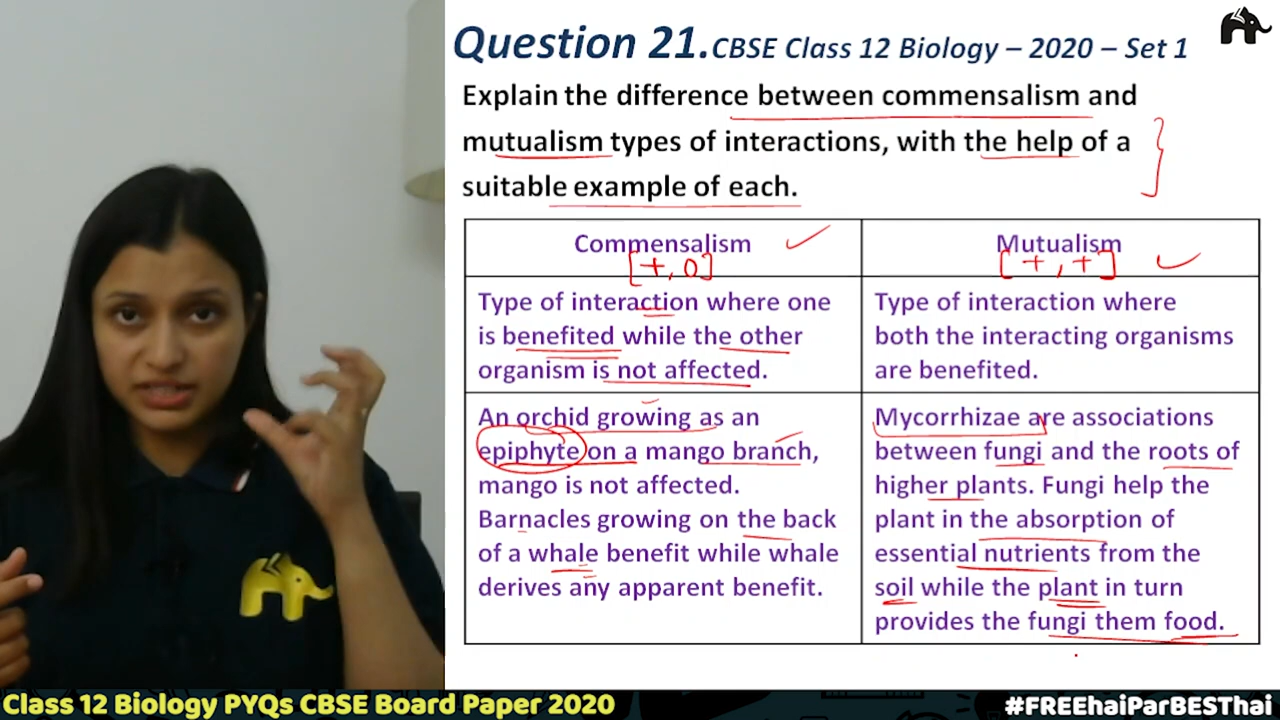 Question 21.CBSE Class 12 Biology – 2020 – Set 1
Explain the difference between commensalism and
mutualism types of interactions, with the help of a
suitable example of each.
Commensalism
[+, 0]
Mutualism
[+, +]
Type of interaction where one
is benefited while the other
organism is not affected.
Type of interaction where
both the interacting organisms
are benefited.
An orchid growing as an
epiphyte on a mango branch,
mango is not affected.
Barnacles growing on the back
of a whale benefit while whale
derives any apparent benefit.
Mycorrhizae are associations
between fungi and the roots of
higher plants. Fungi help the
plant in the absorption of
essential nutrients from the
soil while the plant in turn
provides the fungi them food.
Class 12 Biology PYQs CBSE Board Paper 2020
#FREEhaiParBESThai